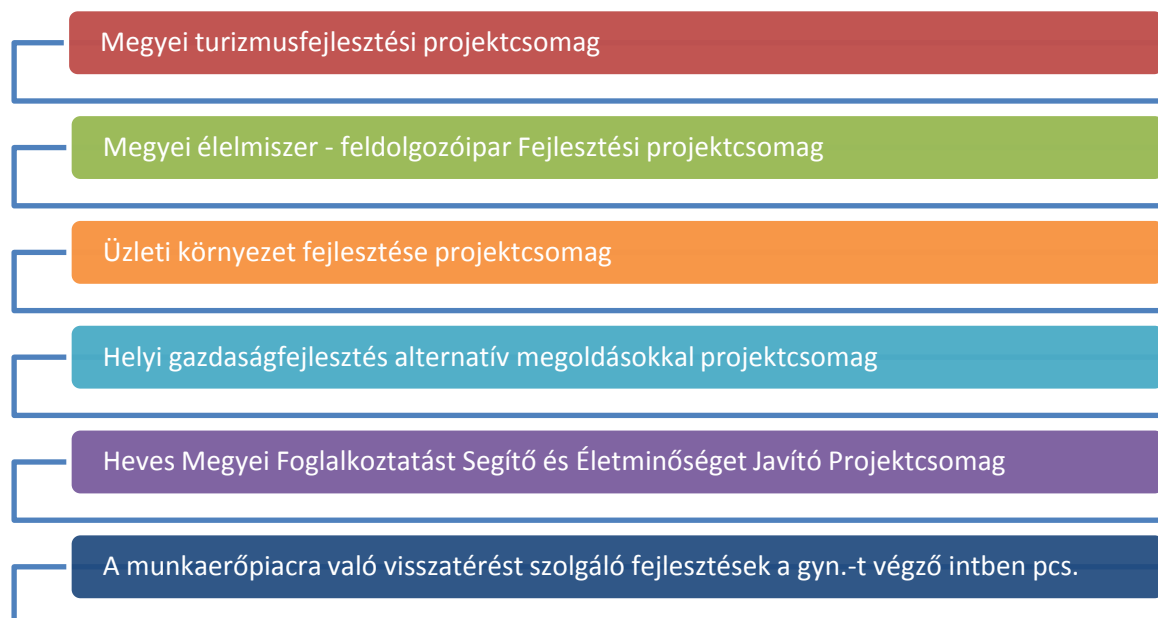 Megyei turizmusfejlesztési projektcsomag
Megyei élelmiszer - feldolgozóipar Fejlesztési projektcsomag
Üzleti környezet fejlesztése projektcsomag
Helyi gazdaságfejlesztés alternatív megoldásokkal projektcsomag
Heves Megyei Foglalkoztatást Segítő és Életminőséget Javító Projektcsomag
A munkaerőpiacra való visszatérést szolgáló fejlesztések a gyn.-t végző intben pcs.